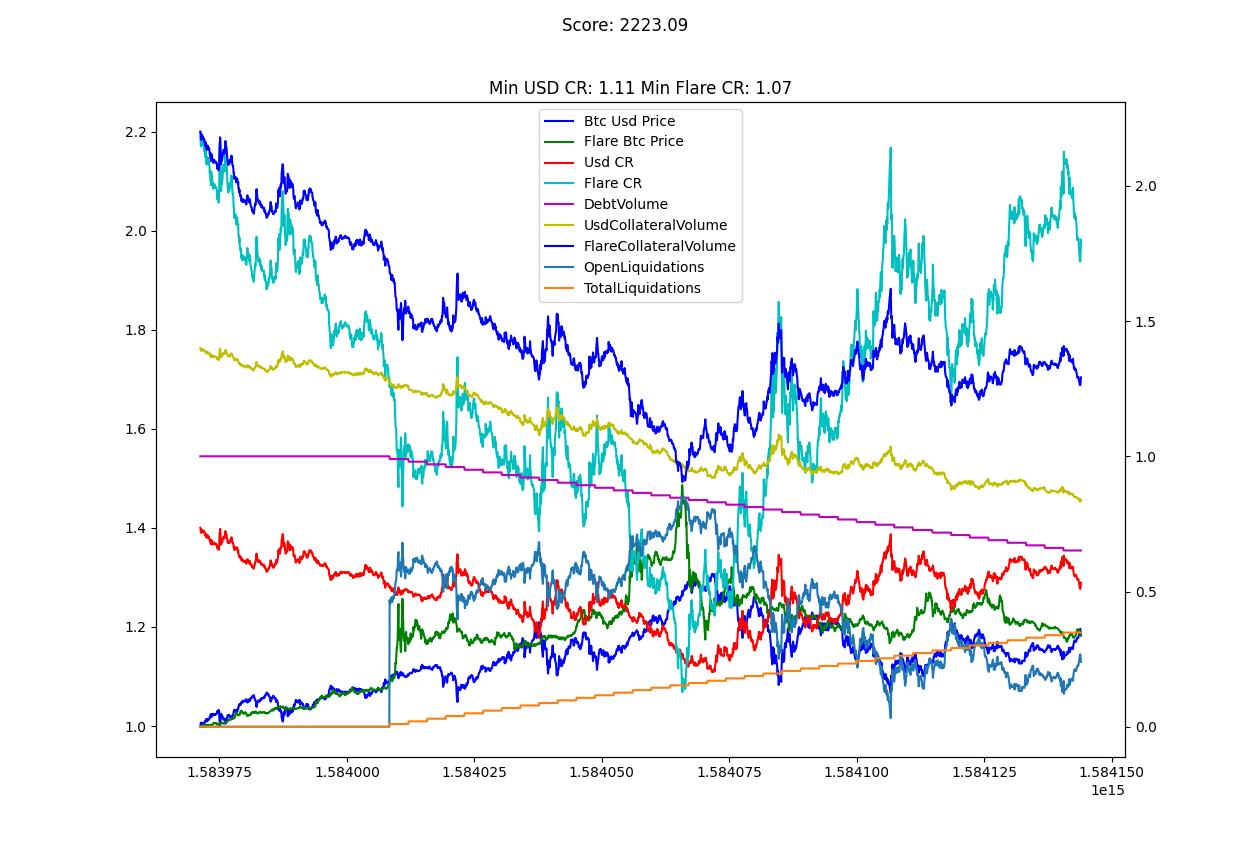 Score: 2223.09
Min USD CR: 1.11 Min Flare CR: 1.07
Btc Usd Price
Flare Btc Price
Usd CR
Flare CR
DebtVolume
UsdCollateralVolume
FlareCollateralVolume
OpenLiquidations
TotalLiquidations
2.2
2.0
1.8
1.6
1.4
1.2
1.0
2.0
1.5
1.0
0.5
0.0
1.583975 1.584000 1.584025 1.584050 1.584075 1.584100 1.584125 1.584150
1e15